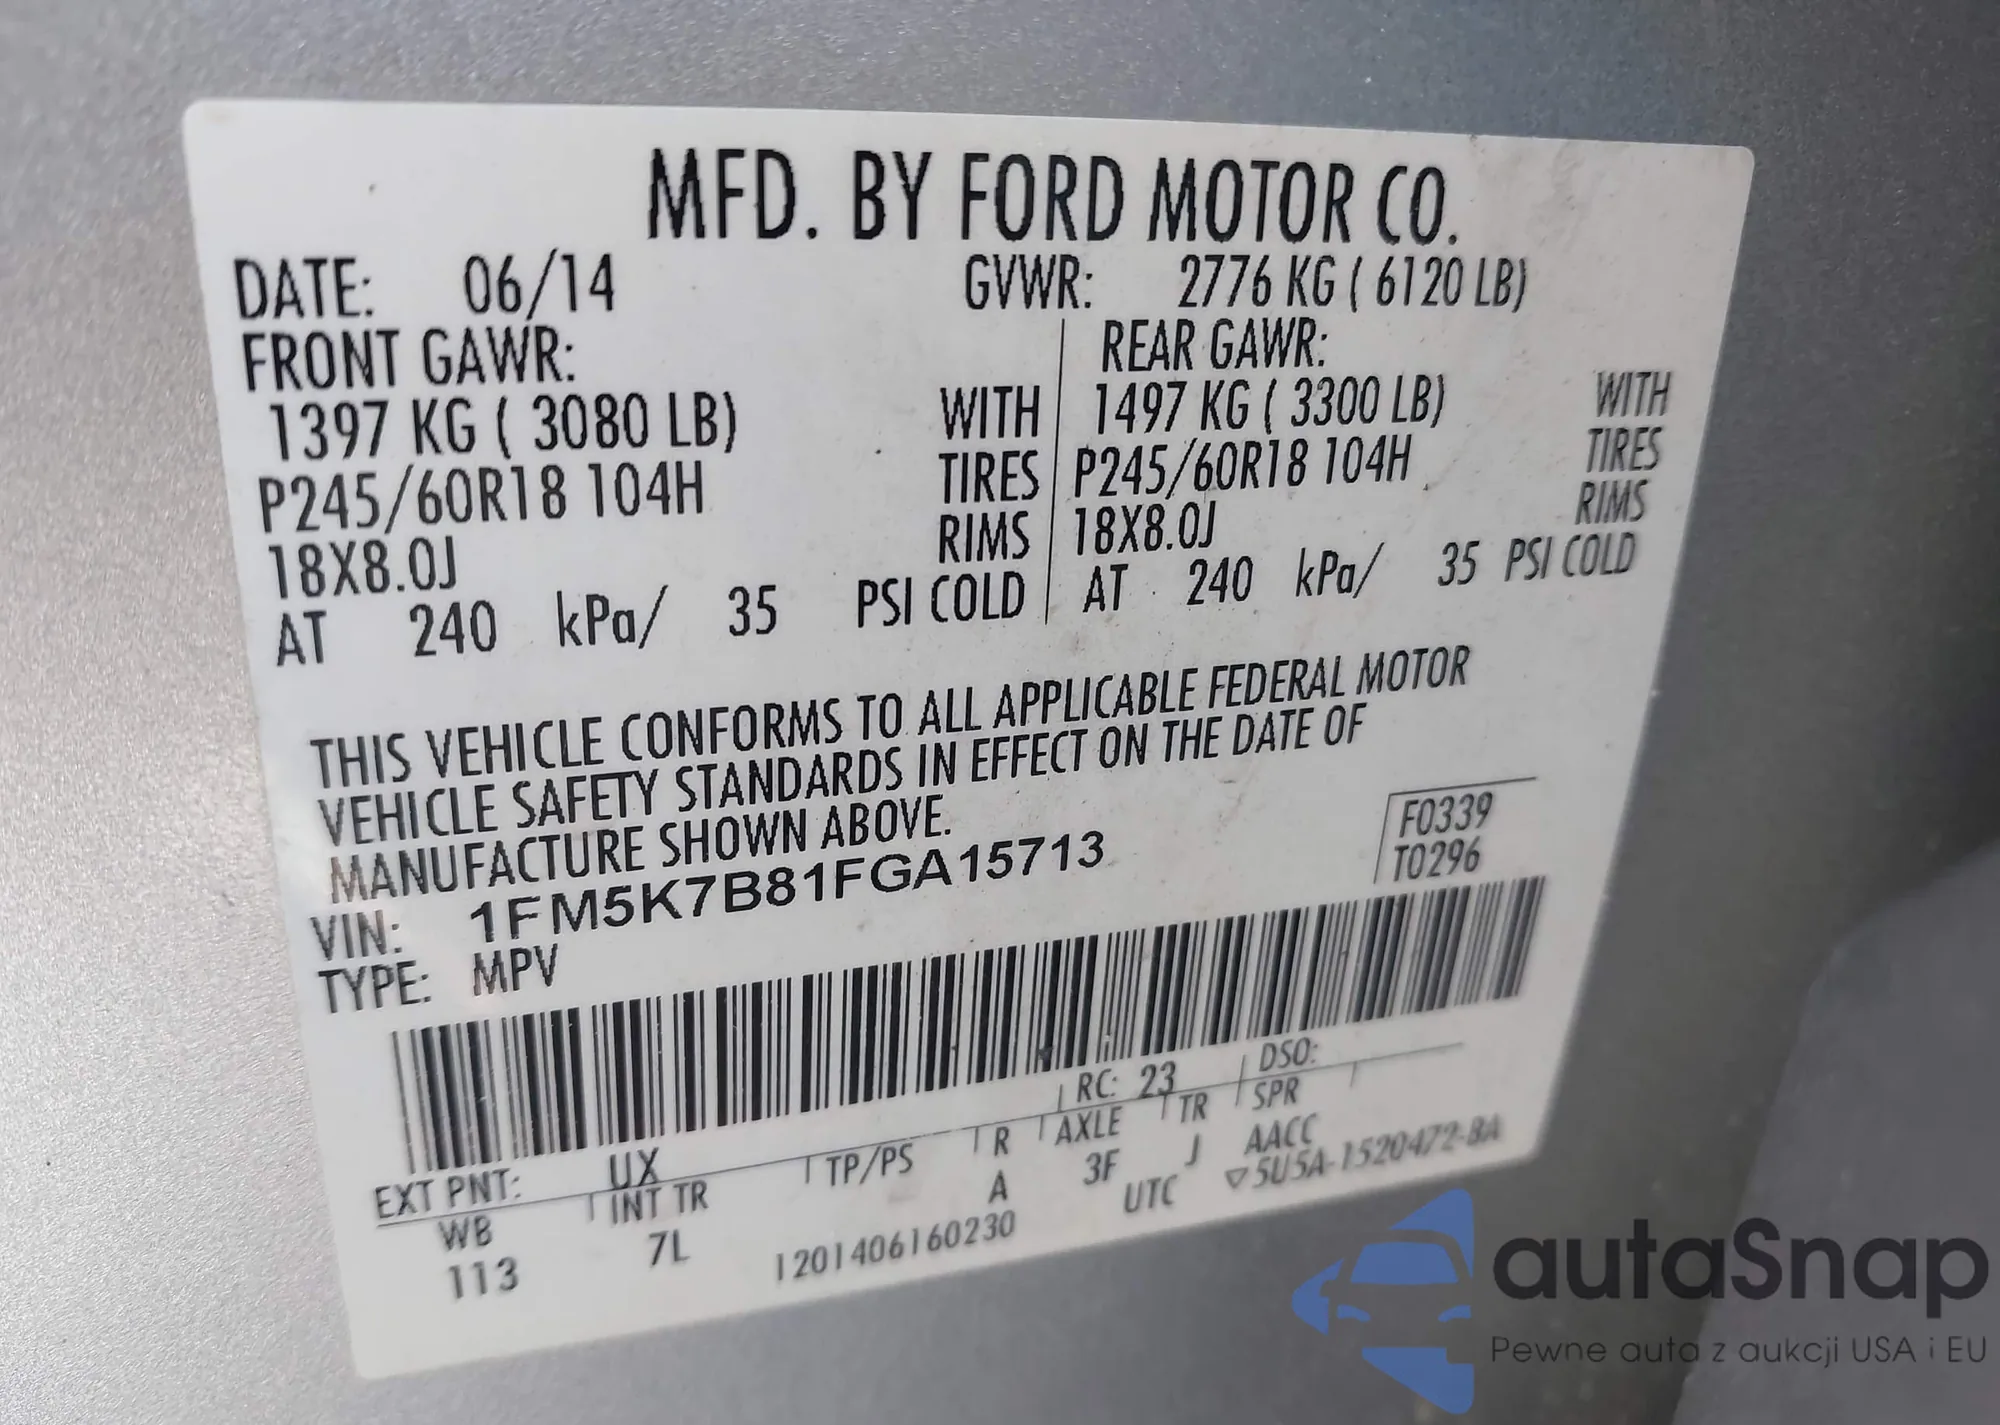 MFD. BY FORD MOTOR CO.
DATE: 06/14 GVWR: 2776 KG ( 6120 LB)
FRONT GAWR: REAR GAWR:
1397 KG ( 3080 LB) WITH 1497 KG ( 3300 LB) WITH
P245/60R18 104H TIRES P245/60R18 104H TIRES
18X8.0J RIMS 18X8.0J RIMS
AT 240 kPa/ 35 PSI COLD AT 240 kPa/ 35 PSI COLD
THIS VEHICLE CONFORMS TO ALL APPLICABLE FEDERAL MOTOR
VEHICLE SAFETY STANDARDS IN EFFECT ON THE DATE OF
MANUFACTURE SHOWN ABOVE.
F0339
T0296
VIN: 1FM5K7B81FGA15713
TYPE: MPV
RC: 23 DSO:
EXT PNT: UX
WB INT TR TP/PS R AXLE TR SPR
113 7L A 3F J AACC
1201406160230 UTC ▽5U5A-1520472-BA
autaSnap
Pewne auta z aukcji USA i EU